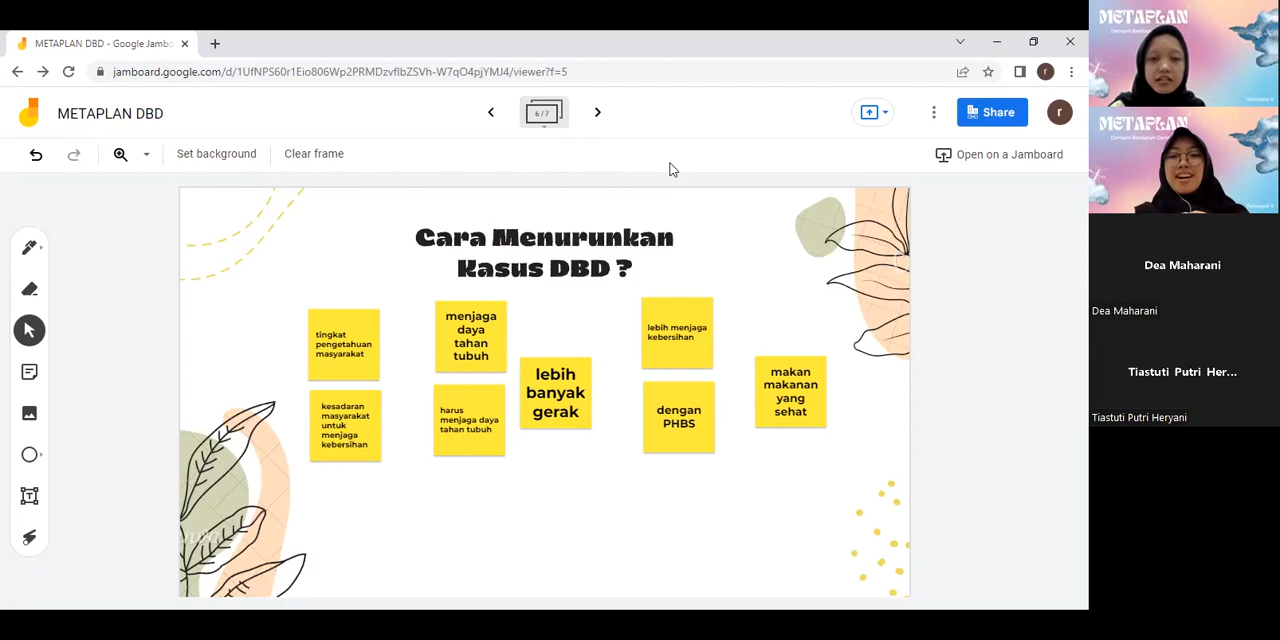 METAPLAN DBD - Google Jambo
jamboard.google.com/d/1UfNPS60r1Eio806Wp2PRMDzvflbZSVh-W7qO4pjYMJ4/viewer?f=5
r
METAPLAN DBD
6/7
Share
r
Set background
Clear frame
Open on a Jamboard
Cara Menurunkan
Kasus DBD ?
tingkat
pengetahuan
masyarakat
menjaga
daya
tahan
tubuh
lebih menjaga
kebersihan
lebih
banyak
gerak
makan
makanan
yang
sehat
kesadaran
masyarakat
untuk
menjaga
kebersihan
harus
menjaga daya
tahan tubuh
dengan
PHBS
METAPLAN
METAPLAN
Dea Maharani
Dea Maharani
Tiastuti Putri Her...
Tiastuti Putri Heryani